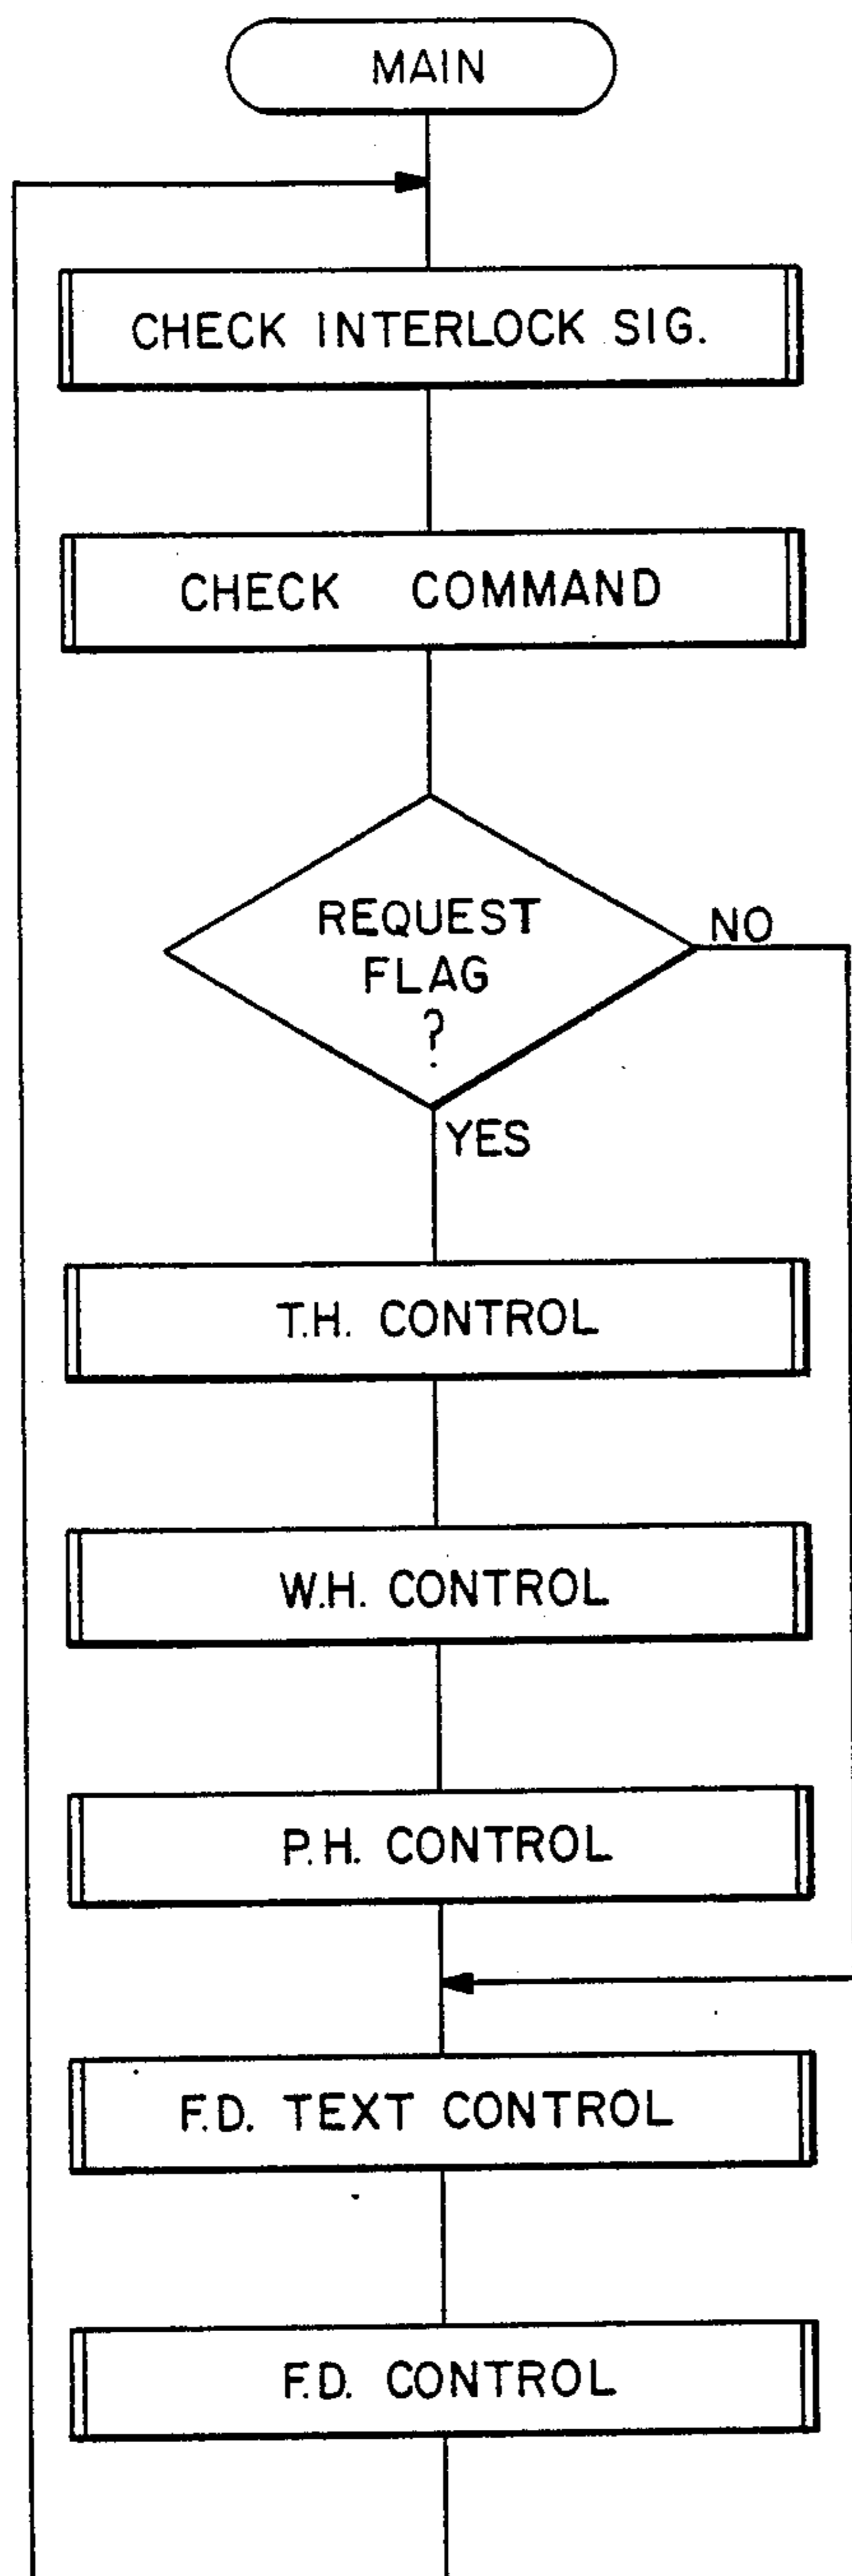 MAIN
CHECK INTERLOCK SIG.
CHECK COMMAND
REQUEST
FLAG
?
NO
YES
T.H. CONTROL
W.H. CONTROL
P.H. CONTROL
F.D. TEXT CONTROL
F.D. CONTROL